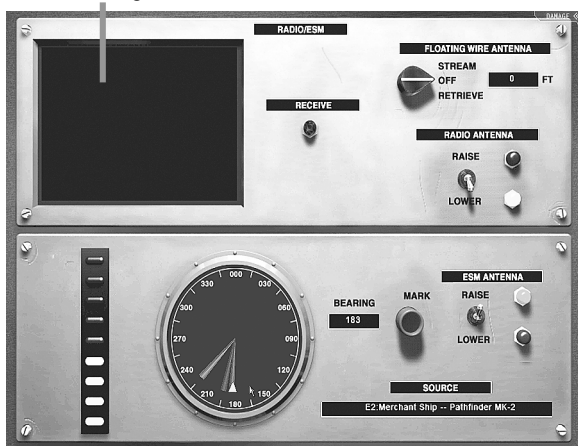 DAMAGE
RADIO/ESM
FLOATING WIRE ANTENNA
STREAM
OFF
RETRIEVE
0 FT
RECEIVE
RADIO ANTENNA
RAISE
LOWER
ESM ANTENNA
RAISE
LOWER
BEARING
183
MARK
000
030
060
090
120
150
180
210
240
270
300
330
SOURCE
E2:Merchant Ship -- Pathfinder MK-2